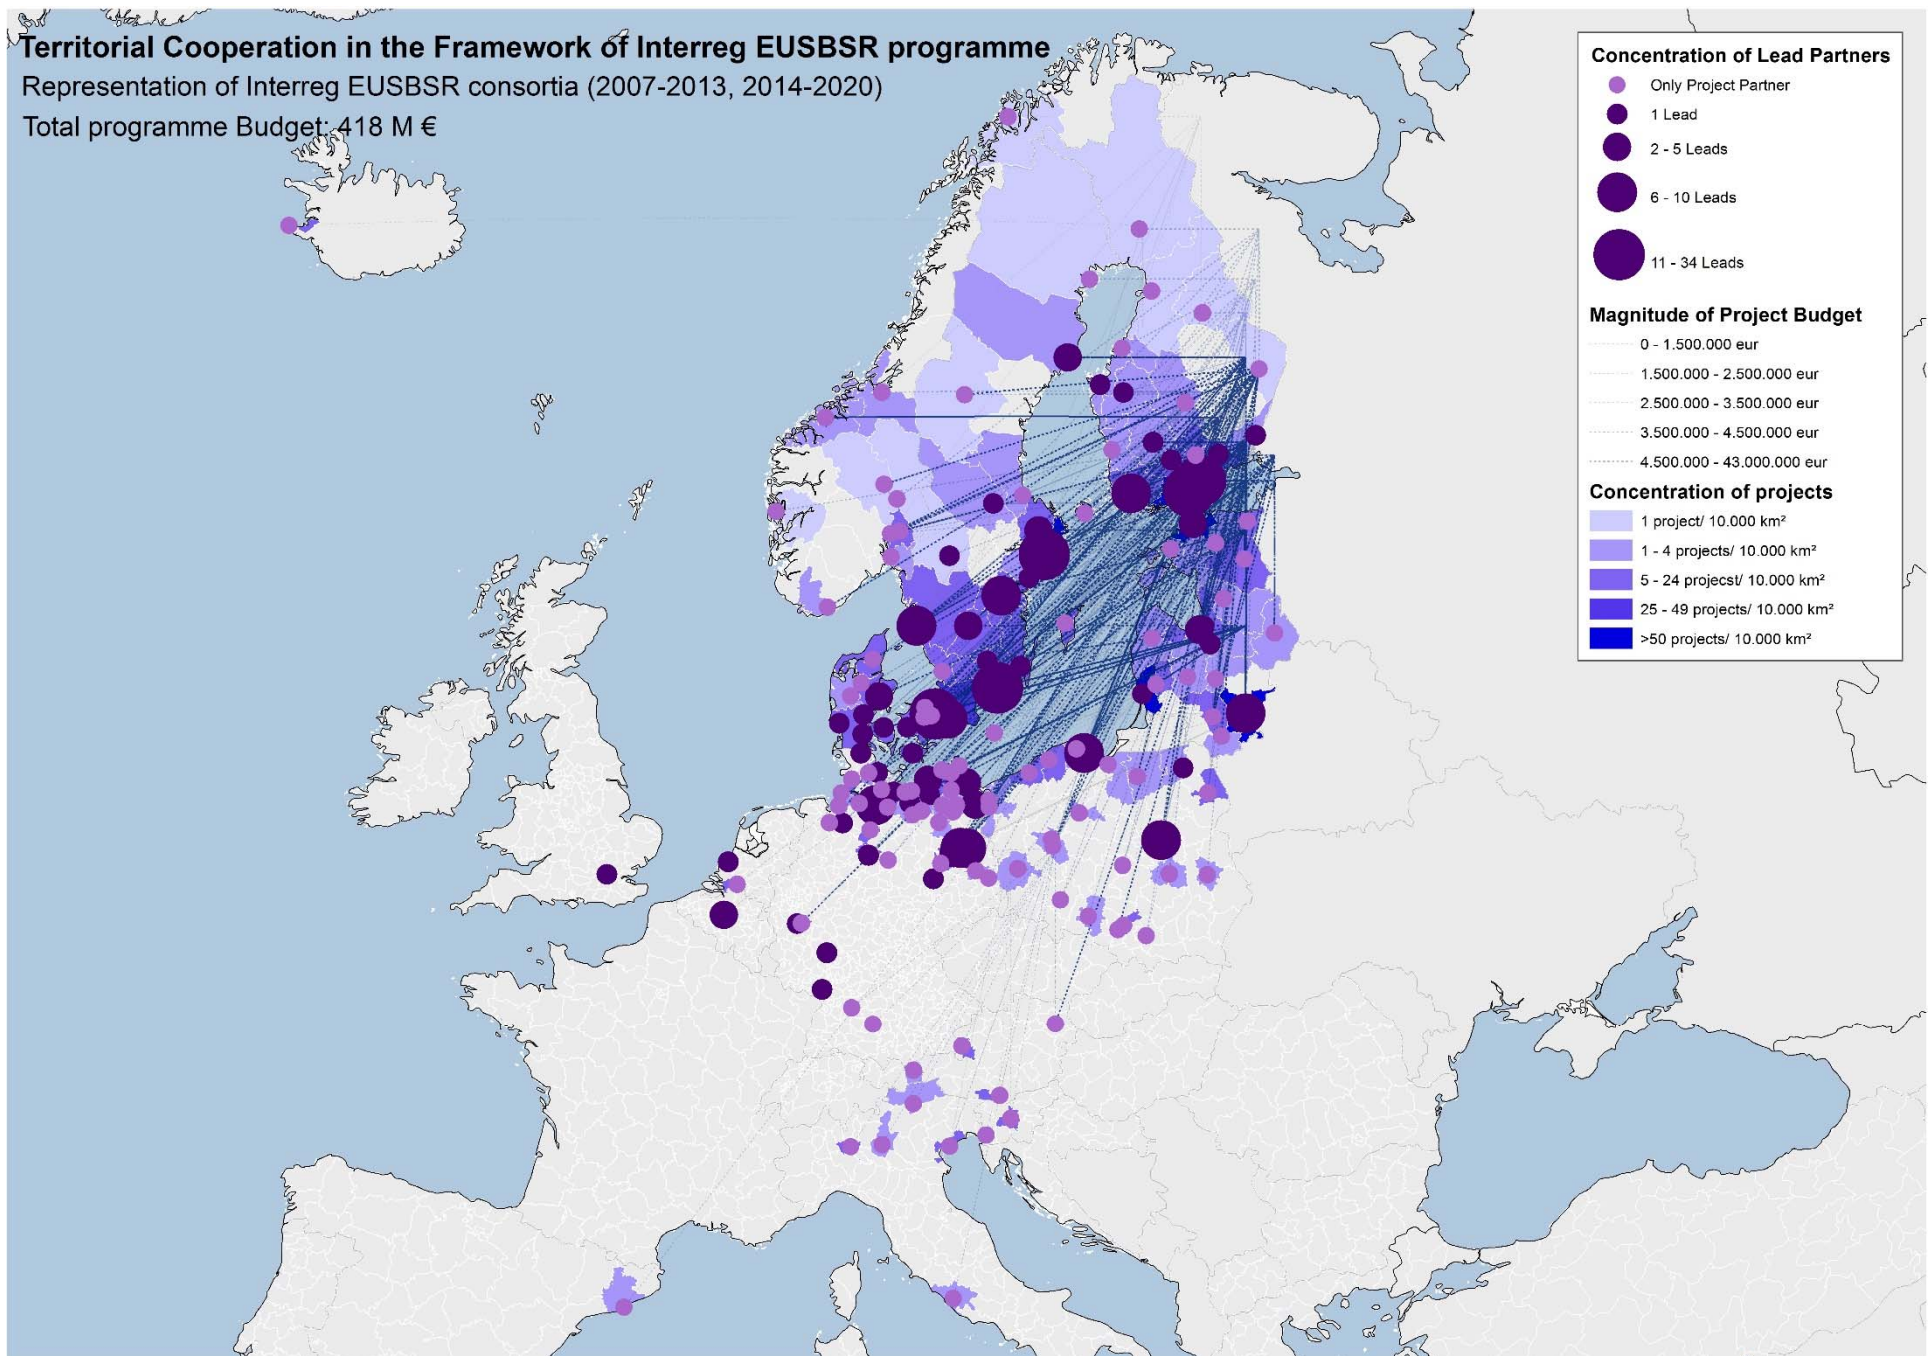 Territorial Cooperation in the Framework of Interreg EUSBSR programme
Representation of Interreg EUSBSR consortia (2007-2013, 2014-2020)
Total programme Budget: 418 M €
Concentration of Lead Partners
Only Project Partner
1 Lead
2 - 5 Leads
6 - 10 Leads
11 - 34 Leads
Magnitude of Project Budget
0 - 1.500.000 eur
1.500.000 - 2.500.000 eur
2.500.000 - 3.500.000 eur
3.500.000 - 4.500.000 eur
4.500.000 - 43.000.000 eur
Concentration of projects
1 project/ 10.000 km²
1 - 4 projects/ 10.000 km²
5 - 24 projecst/ 10.000 km²
25 - 49 projects/ 10.000 km²
>50 projects/ 10.000 km²